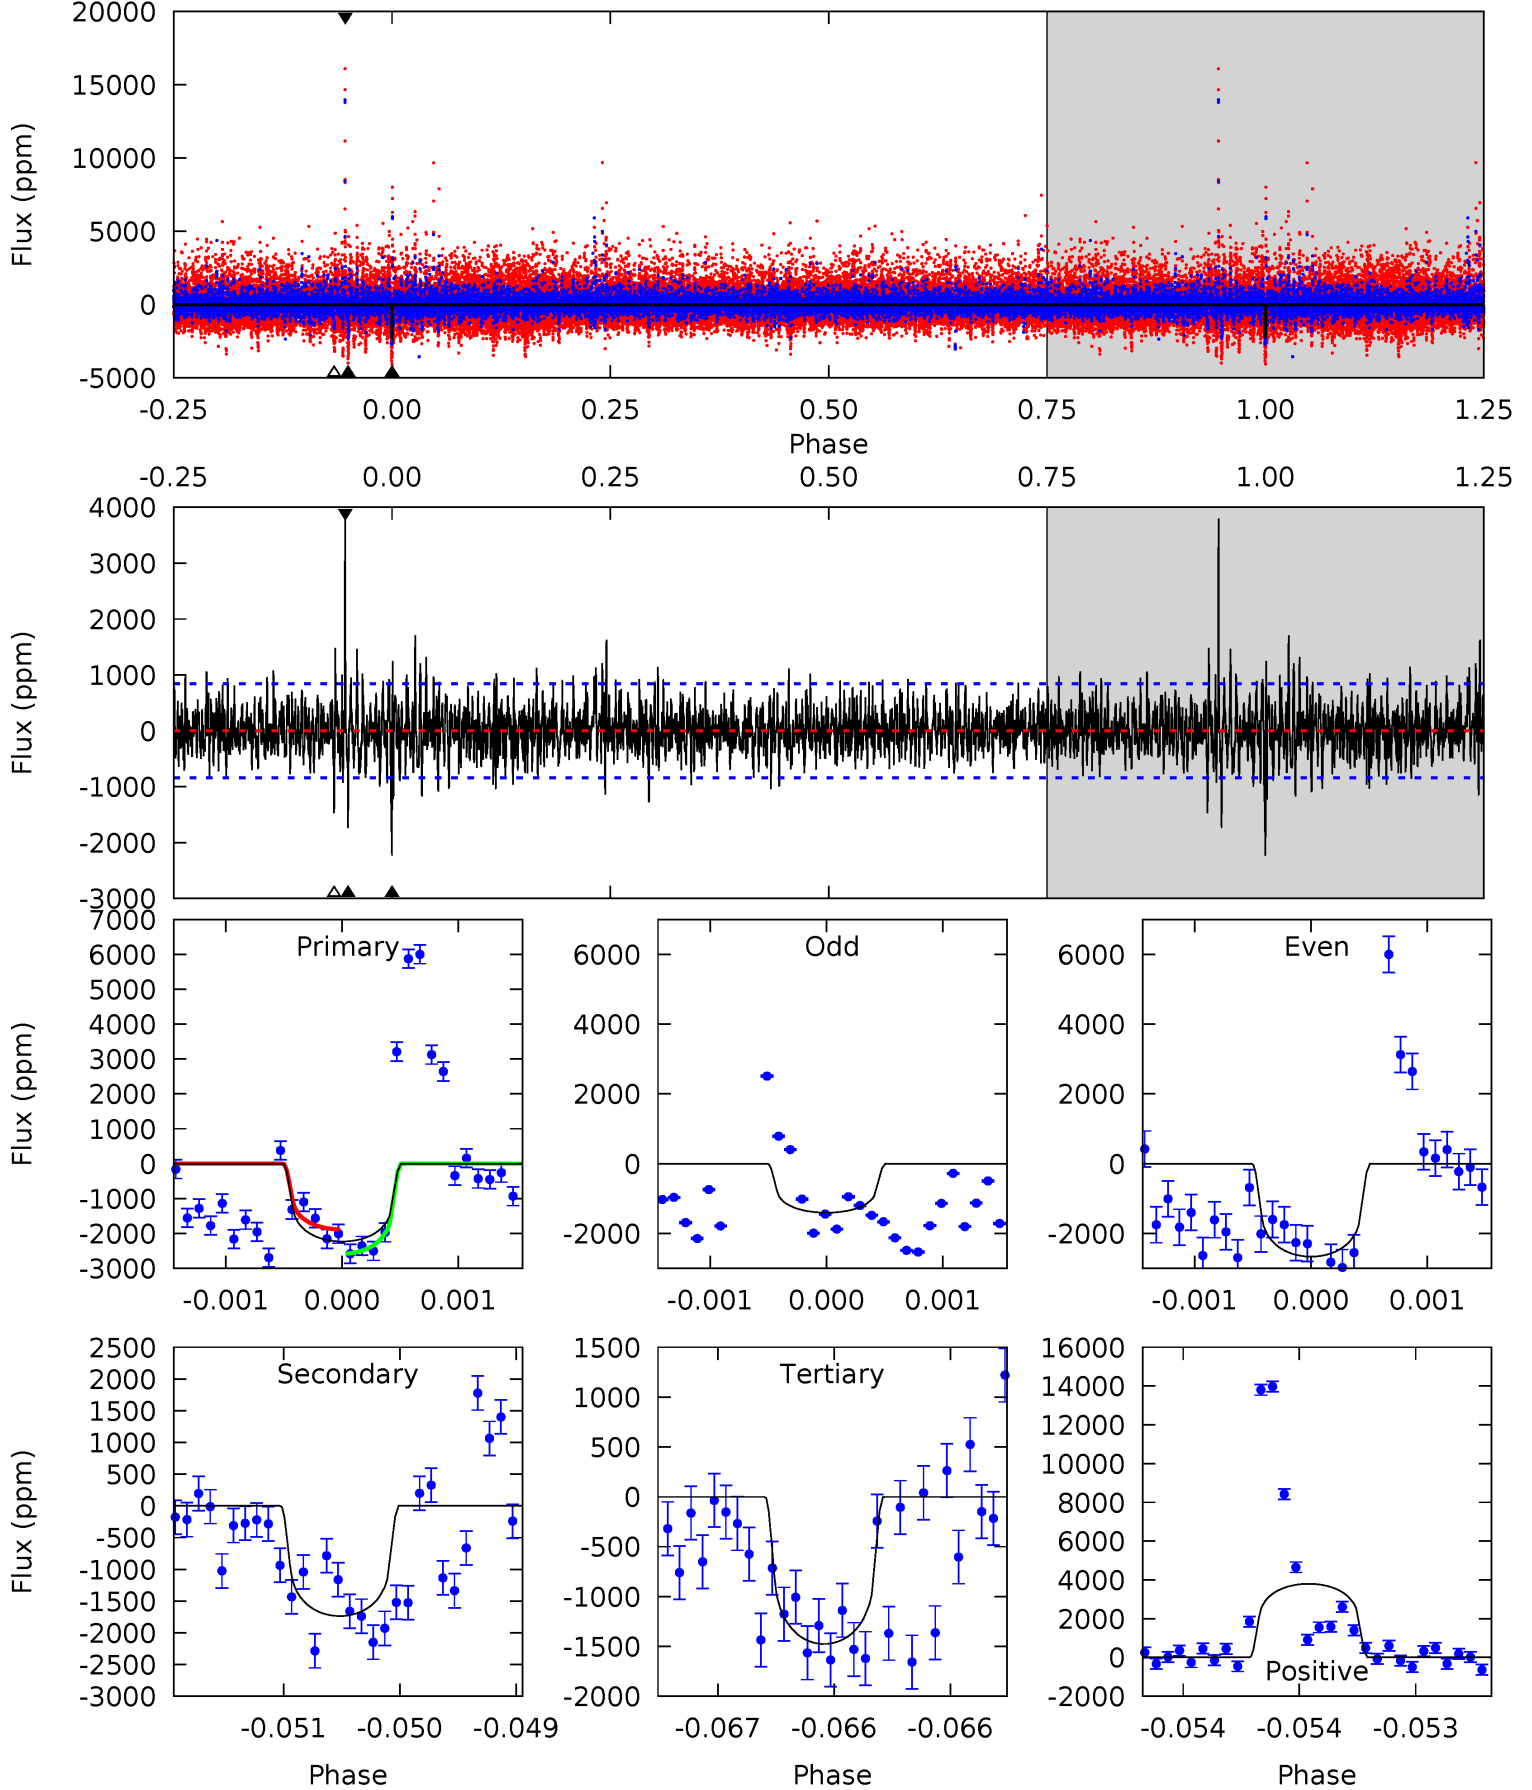 20000
15000
10000
5000
0
-5000
Flux (ppm)
-0.25 0.00 0.25 0.50 0.75 1.00 1.25
Phase
-0.25 0.00 0.25 0.50 0.75 1.00 1.25
4000
3000
2000
1000
0
-1000
-2000
-3000
Flux (ppm)
Primary
7000
6000
5000
4000
3000
2000
1000
0
-1000
-2000
-3000
Flux (ppm)
-0.001 0.000 0.001
Odd
6000
4000
2000
0
-2000
-0.001 0.000 0.001
Even
6000
4000
2000
0
-2000
-0.001 0.000 0.001
Secondary
2500
2000
1500
1000
500
0
-500
-1000
-1500
-2000
-2500
-3000
Flux (ppm)
-0.051 -0.050 -0.049
Phase
Tertiary
1500
1000
500
0
-500
-1000
-1500
-2000
-0.067 -0.066 -0.066
Phase
Positive
16000
14000
12000
10000
8000
6000
4000
2000
0
-2000
-0.054 -0.054 -0.053
Phase